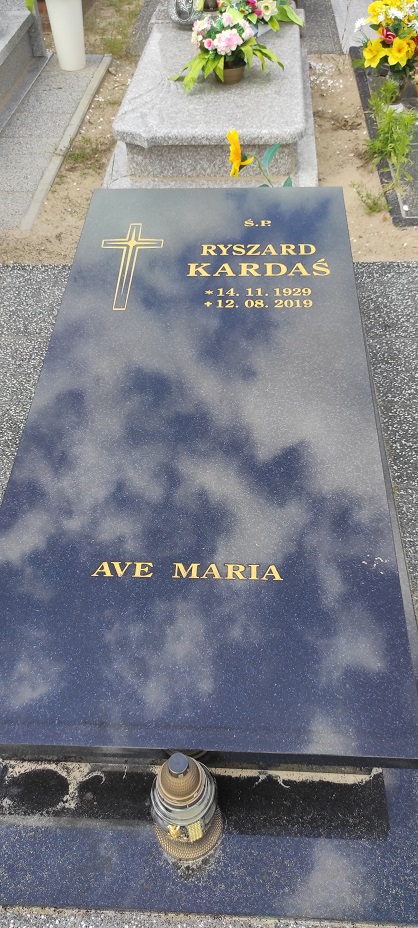 Ś.P.
RYSZARD
KARDAŚ
* 14. 11. 1929
+ 12. 08. 2019
AVE MARIA